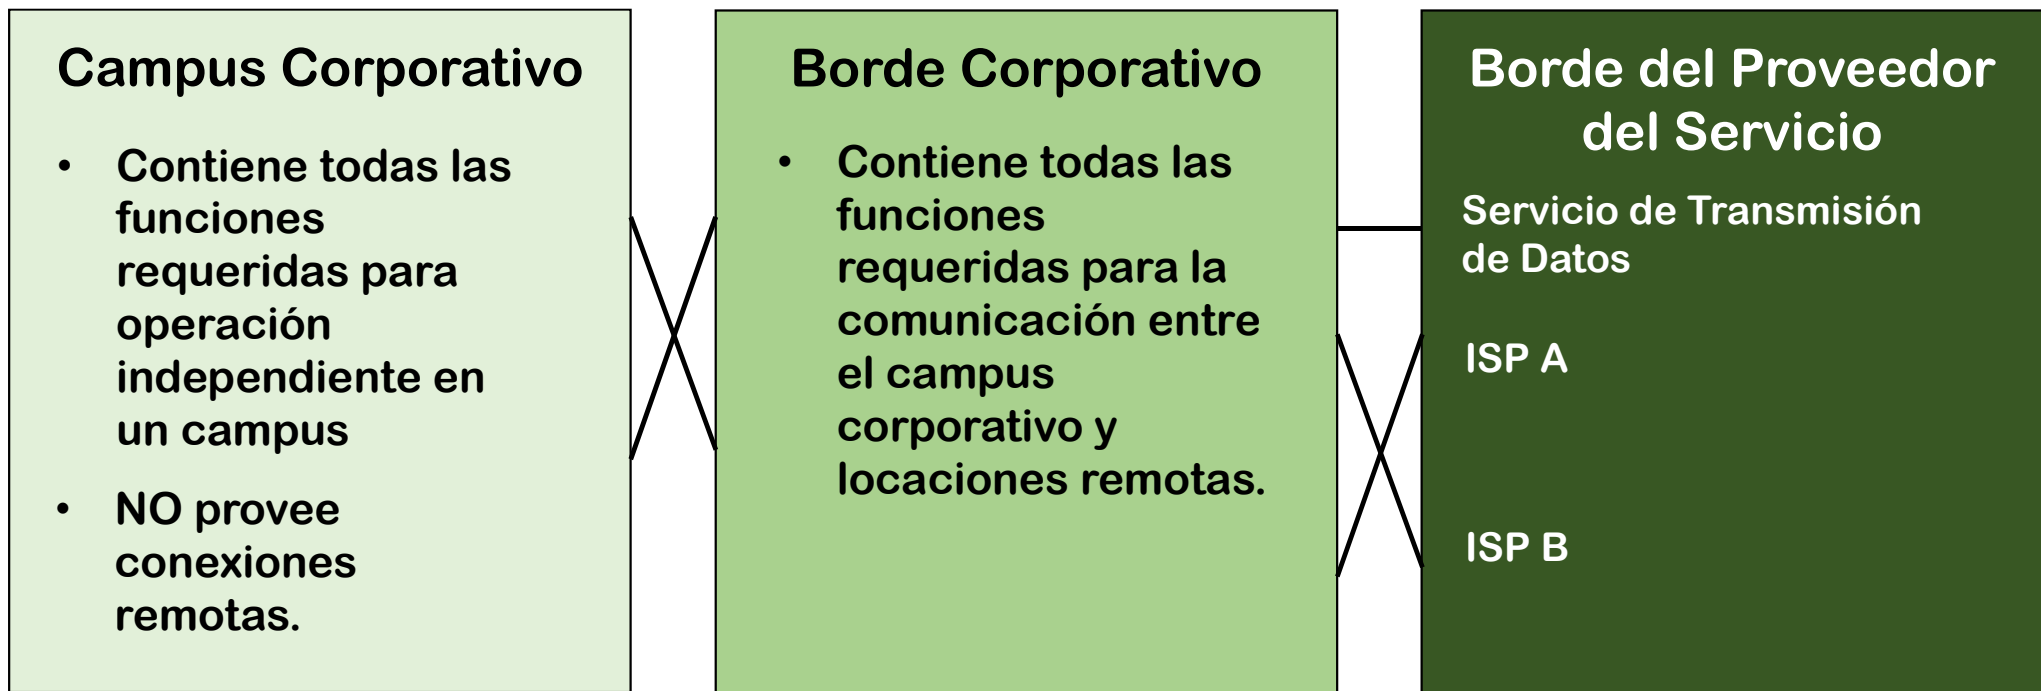 Campus Corporativo
• Contiene todas las
funciones
requeridas para
operación
independiente en
un campus
• NO provee
conexiones
remotas.
Borde Corporativo
• Contiene todas las
funciones
requeridas para la
comunicación entre
el campus
corporativo y
locaciones remotas.
Borde del Proveedor
del Servicio
Servicio de Transmisión
de Datos
ISP A
ISP B